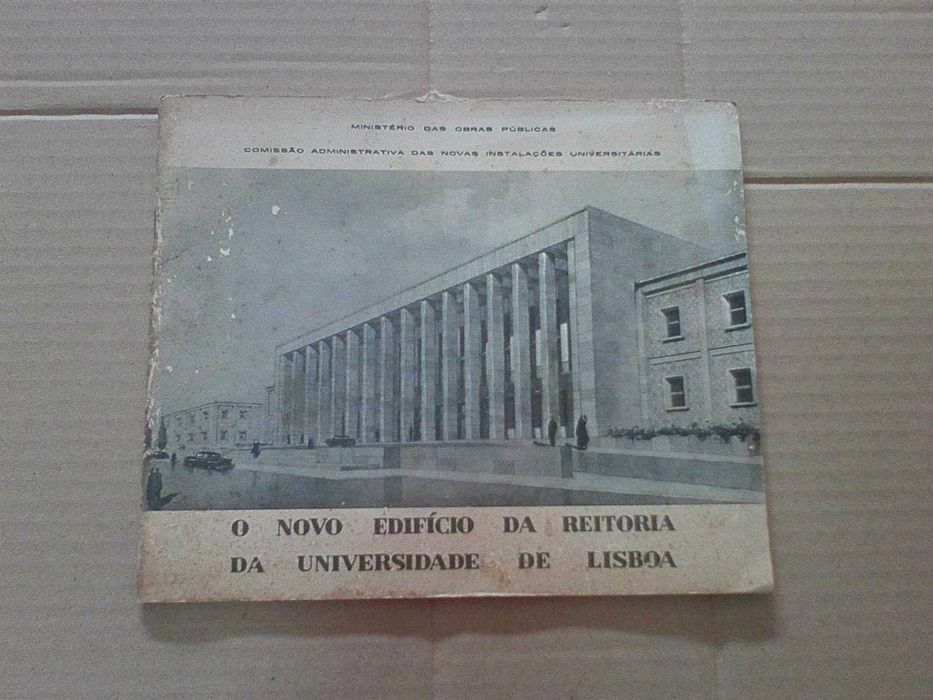 MINISTÉRIO DAS OBRAS PÚBLICAS
COMISSÃO ADMINISTRATIVA DAS NOVAS INSTALAÇÕES UNIVERSITÁRIAS
O NOVO EDIFÍCIO DA REITORIA
DA UNIVERSIDADE DE LISBOA